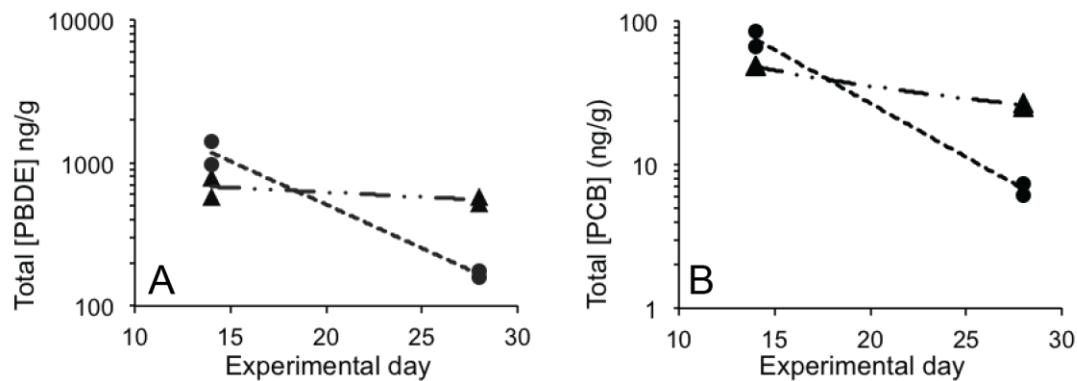 10000
1000
100
Total [PBDE] ng/g
A
10 15 20 25 30
Experimental day
100
10
1
Total [PCB] (ng/g)
B
10 15 20 25 30
Experimental day